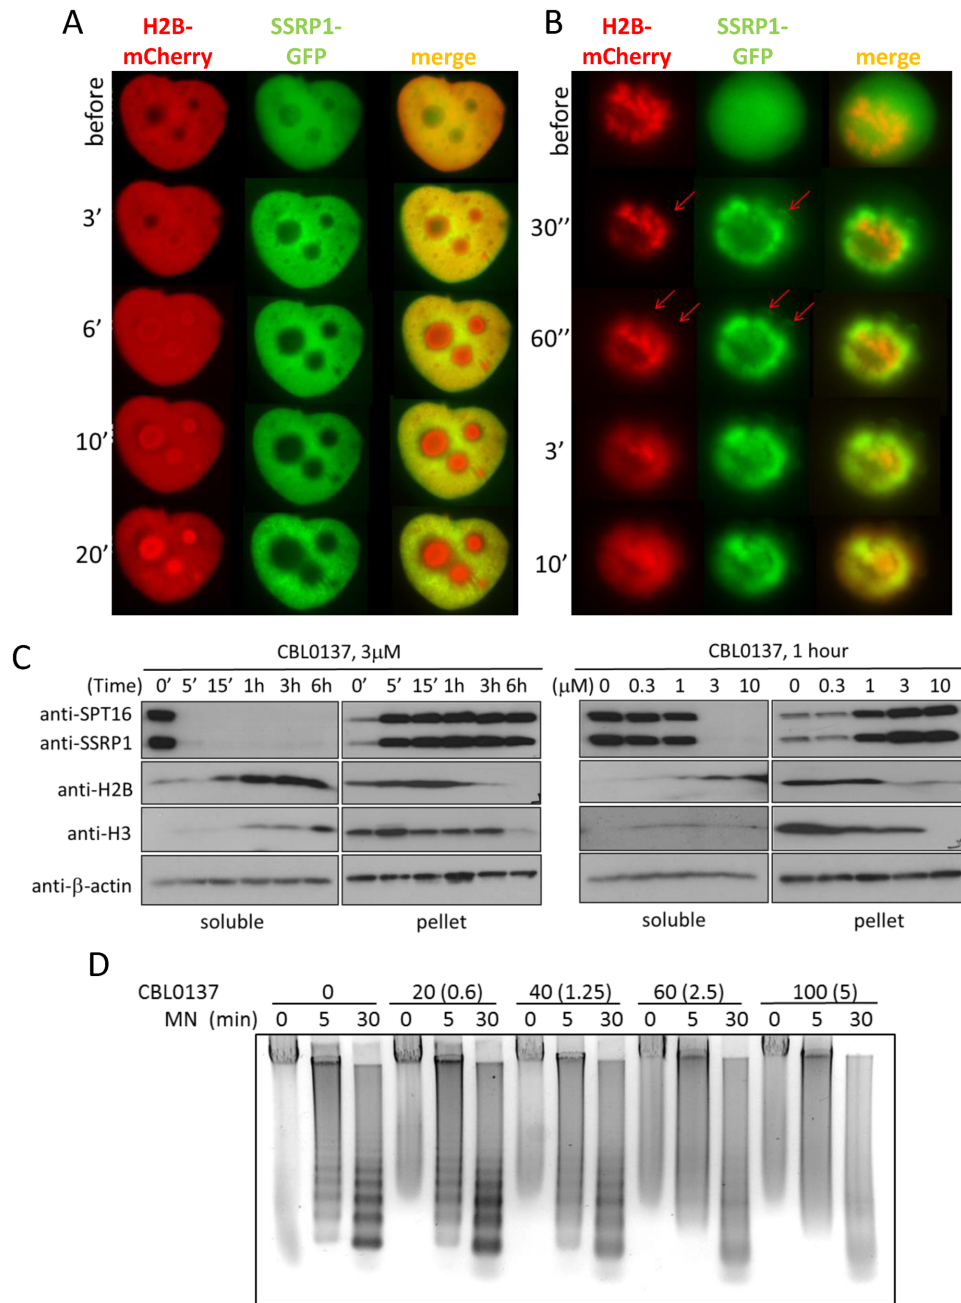 A H2B- SSRP1-
mCherry GFP merge
before
3’
6’
10’
20’
B H2B- SSRP1-
mCherry GFP merge
before
30’’
60’’
3’
10’
C CBL0137, 3μM CBL0137, 1 hour
(Time) 0’ 5’ 15’ 1h 3h 6h 0’ 5’ 15’ 1h 3h 6h (μM) 0 0.3 1 3 10 0 0.3 1 3 10
anti-SPT16
anti-SSRP1
anti-H2B
anti-H3
anti-β-actin
soluble pellet soluble pellet
D
CBL0137 0 20 (0.6) 40 (1.25) 60 (2.5) 100 (5)
MN (min) 0 5 30 0 5 30 0 5 30 0 5 30 0 5 30